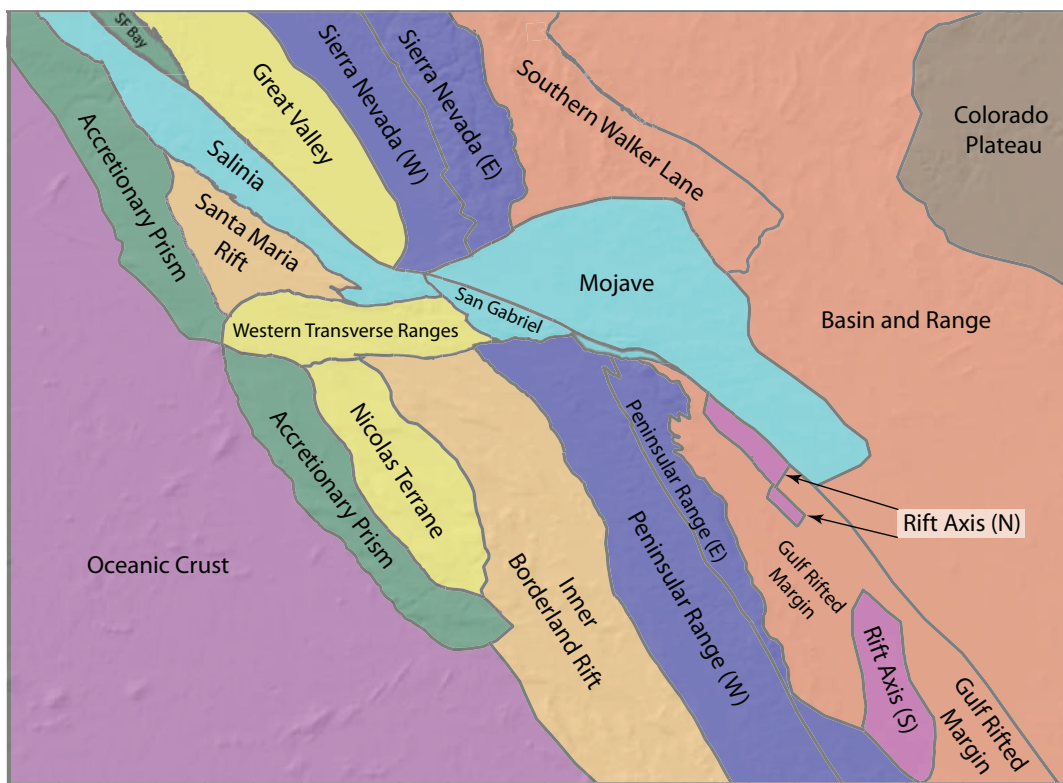 SF Bay
Great Valley
Sierra Nevada (W)
Sierra Nevada (E)
Southern Walker Lane
Colorado
Plateau
Accretionary Prism
Salinia
Santa Maria
Rift
Mojave
San Gabriel
Basin and Range
Western Transverse Ranges
Nicolas Terrane
Accretionary Prism
Peninsular Range (E)
Rift Axis (N)
Oceanic Crust
Inner
Borderland Rift
Peninsular Range (W)
Gulf Rifted
Margin
Rift Axis (S)
Gulf Rifted
Margin